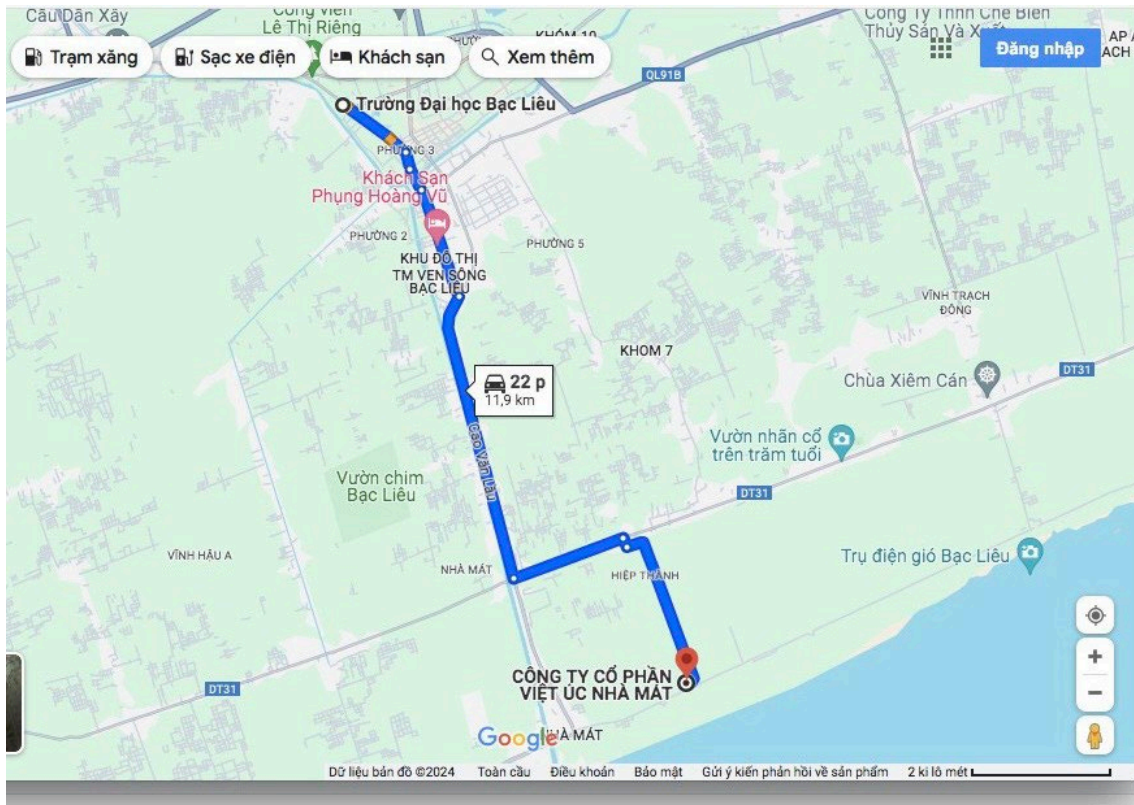 Cầu Dần Xây
Công viên
Lê Thị Riêng
KHÓM 10
Công Ty Tnhh Chế Biến
Thủy Sản Và Xuất
Trạm xăng
Sạc xe điện
Khách sạn
Xem thêm
Đăng nhập
QL91B
Trường Đại học Bạc Liêu
PHƯỜNG 3
Khách Sạn
Phụng Hoàng Vũ
PHƯỜNG 2
PHƯỜNG 5
KHU ĐÔ THỊ
TM VEN SÔNG
BẠC LIÊU
VĨNH TRẠCH
ĐÔNG
KHOM 7
22 p
11,9 km
Chùa Xiêm Cán
DT31
Cao Văn Lầu
Vườn nhãn cổ
trên trăm tuổi
Vườn chim
Bạc Liêu
DT31
VĨNH HẬU A
NHÀ MÁT
HIỆP THÀNH
Trụ điện gió Bạc Liêu
CÔNG TY CỔ PHẦN
VIỆT ÚC NHÀ MÁT
DT31
Google
NHÀ MÁT
Dữ liệu bản đồ ©2024 Toàn cầu Điều khoản Bảo mật Gửi ý kiến phản hồi về sản phẩm 2 ki lô mét